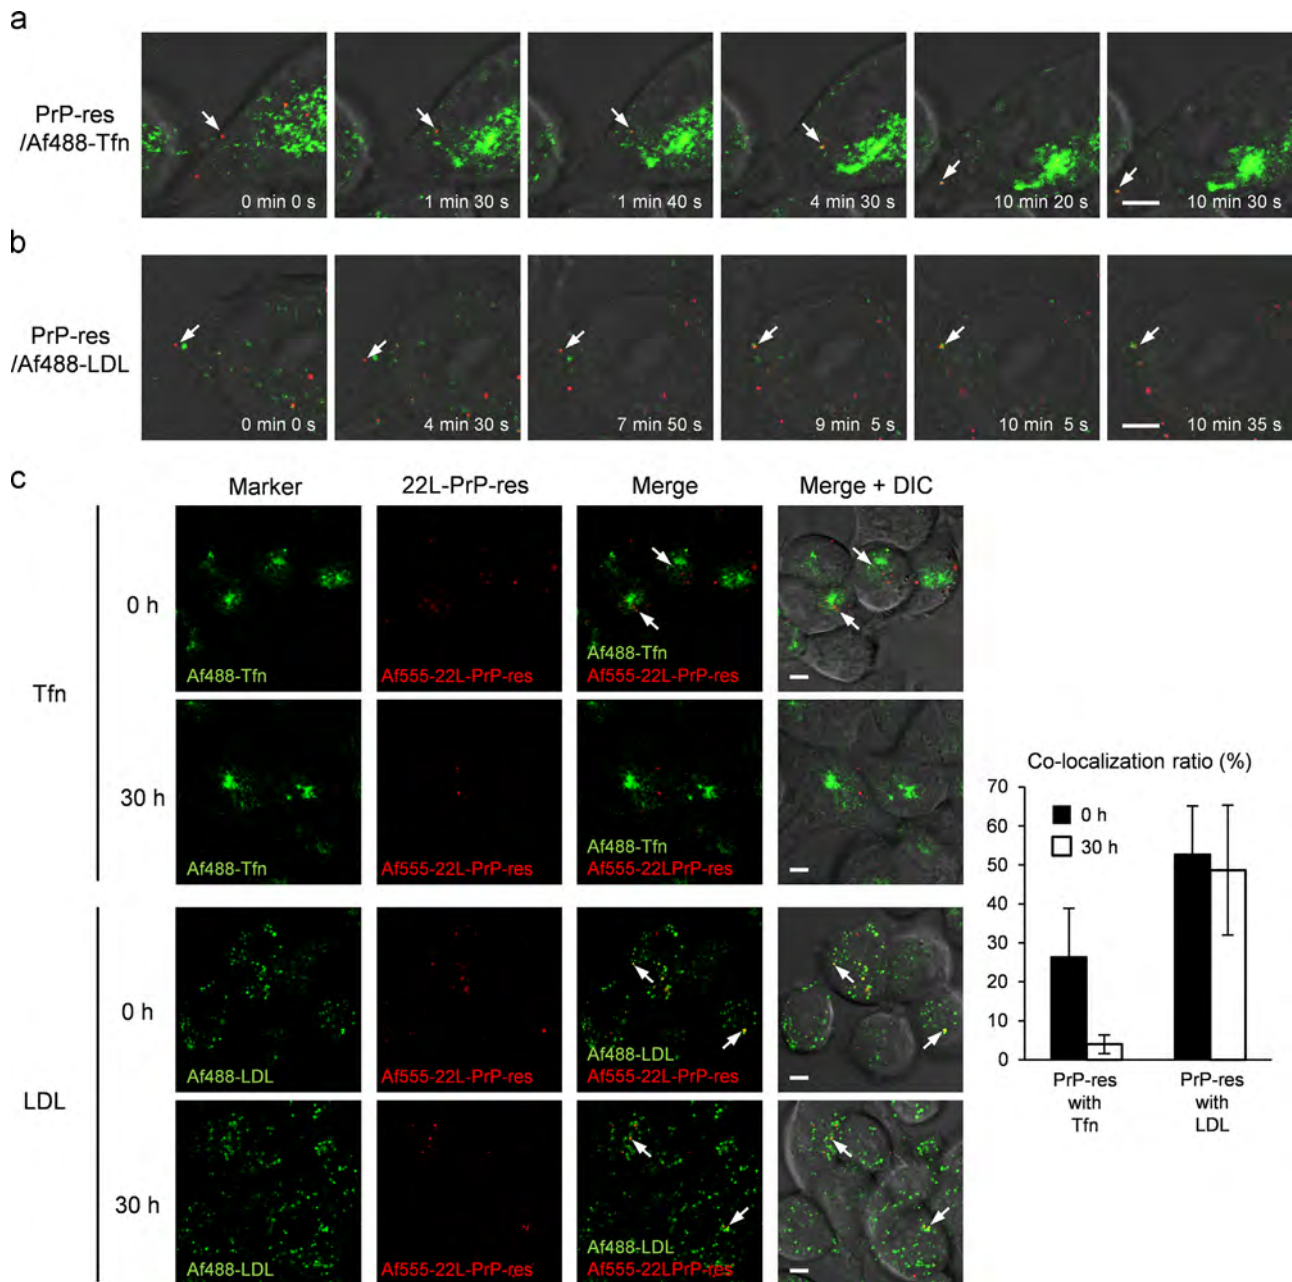 a
PrP-res
/Af488-Tfn
0 min 0 s
1 min 30 s
1 min 40 s
4 min 30 s
10 min 20 s
10 min 30 s
b
PrP-res
/Af488-LDL
0 min 0 s
4 min 30 s
7 min 50 s
9 min 5 s
10 min 5 s
10 min 35 s
c
Marker
22L-PrP-res
Merge
Merge + DIC
Tfn
0 h
Af488-Tfn
Af555-22L-PrP-res
Af488-Tfn
Af555-22L-PrP-res
30 h
Af488-Tfn
Af555-22L-PrP-res
Af488-Tfn
Af555-22LPrP-res
LDL
0 h
Af488-LDL
Af555-22L-PrP-res
Af488-LDL
Af555-22L-PrP-res
30 h
Af488-LDL
Af555-22L-PrP-res
Af488-LDL
Af555-22LPrP-res
Co-localization ratio (%)
70
60
50
40
30
20
10
0
0 h
30 h
PrP-res
with
Tfn
PrP-res
with
LDL